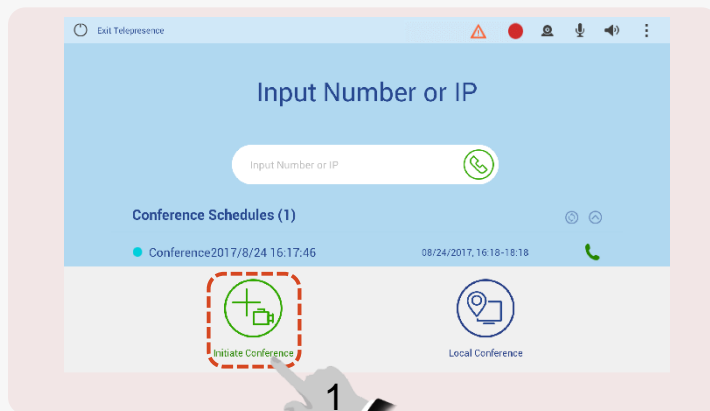 Exit Telepresence
Input Number or IP
Input Number or IP
Conference Schedules (1)
Conference2017/8/24 16:17:46 08/24/2017, 16:18-18:18
Initiate Conference Local Conference
1